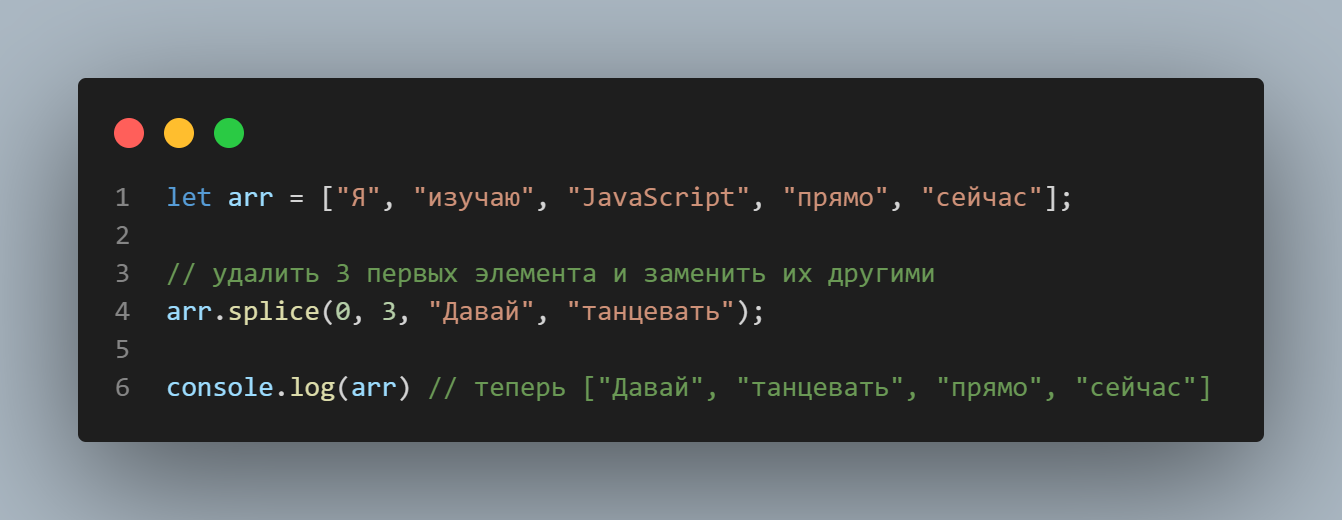 1 let arr = ["Я", "изучаю", "JavaScript", "прямо", "сейчас"];
2
3 // удалить 3 первых элемента и заменить их другими
4 arr.splice(0, 3, "Давай", "танцевать");
5
6 console.log(arr) // теперь ["Давай", "танцевать", "прямо", "сейчас"]